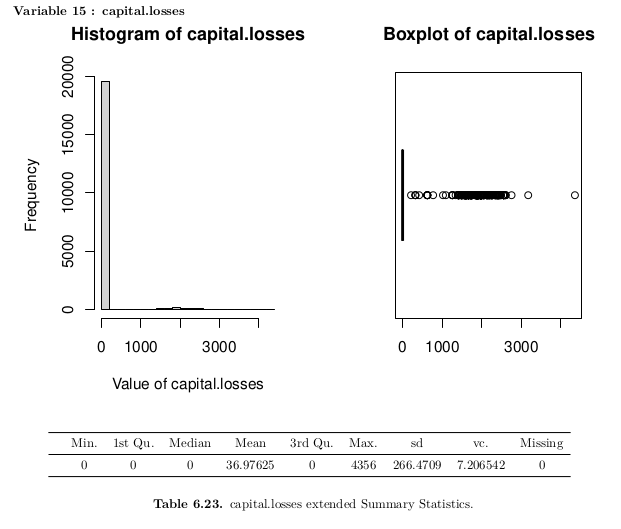 Variable 15 : capital.losses
Histogram of capital.losses
Frequency
0 5000 10000 15000 20000
0 1000 3000
Value of capital.losses
Boxplot of capital.losses
0 1000 3000
Min. 1st Qu. Median Mean 3rd Qu. Max. sd vc. Missing
0 0 0 36.97625 0 4356 266.4709 7.206542 0
Table 6.23. capital.losses extended Summary Statistics.